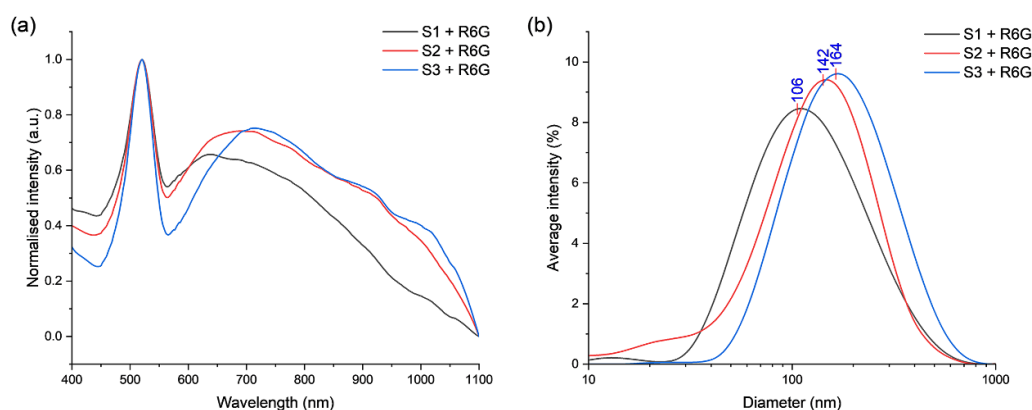 (a)
S1 + R6G
S2 + R6G
S3 + R6G
Normalised intensity (a.u.)
1.0
0.8
0.6
0.4
0.2
0.0
400 500 600 700 800 900 1000 1100
Wavelength (nm)
(b)
S1 + R6G
S2 + R6G
S3 + R6G
106
142
164
Average intensity (%)
10
8
6
4
2
0
10 100 1000
Diameter (nm)